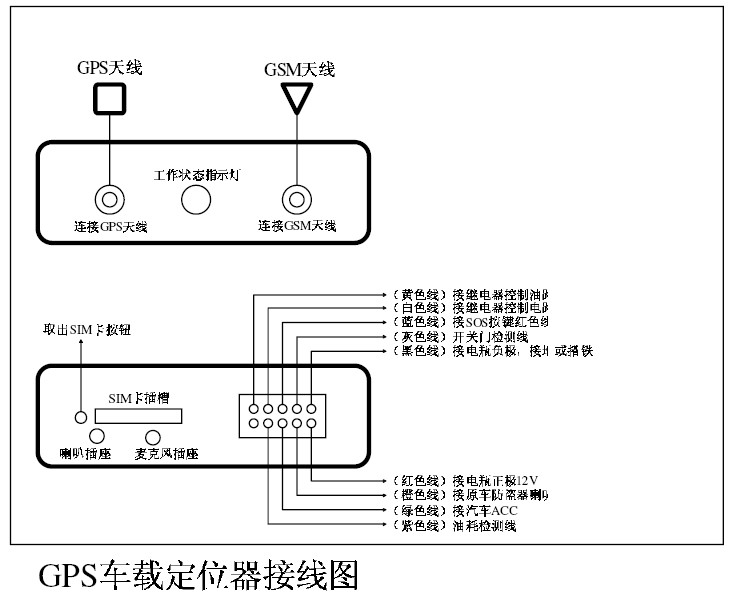 GPS天线
GSM天线
工作状态指示灯
连接GPS天线
连接GSM天线
(黄色线)接继电器控制油
(白色线)接继电器控制电
(蓝色线)接SOS按键红色线
取出SIM卡按钮
(灰色线)开关门检测线
(黑色线)接电瓶负极,接地或搭铁
SIM卡插槽
喇叭插座
麦克风插座
(红色线)接电瓶正极12V
(橙色线)接原车防盗器喇叭
(绿色线)接汽车ACC
(紫色线)油耗检测线
GPS车载定位器接线图